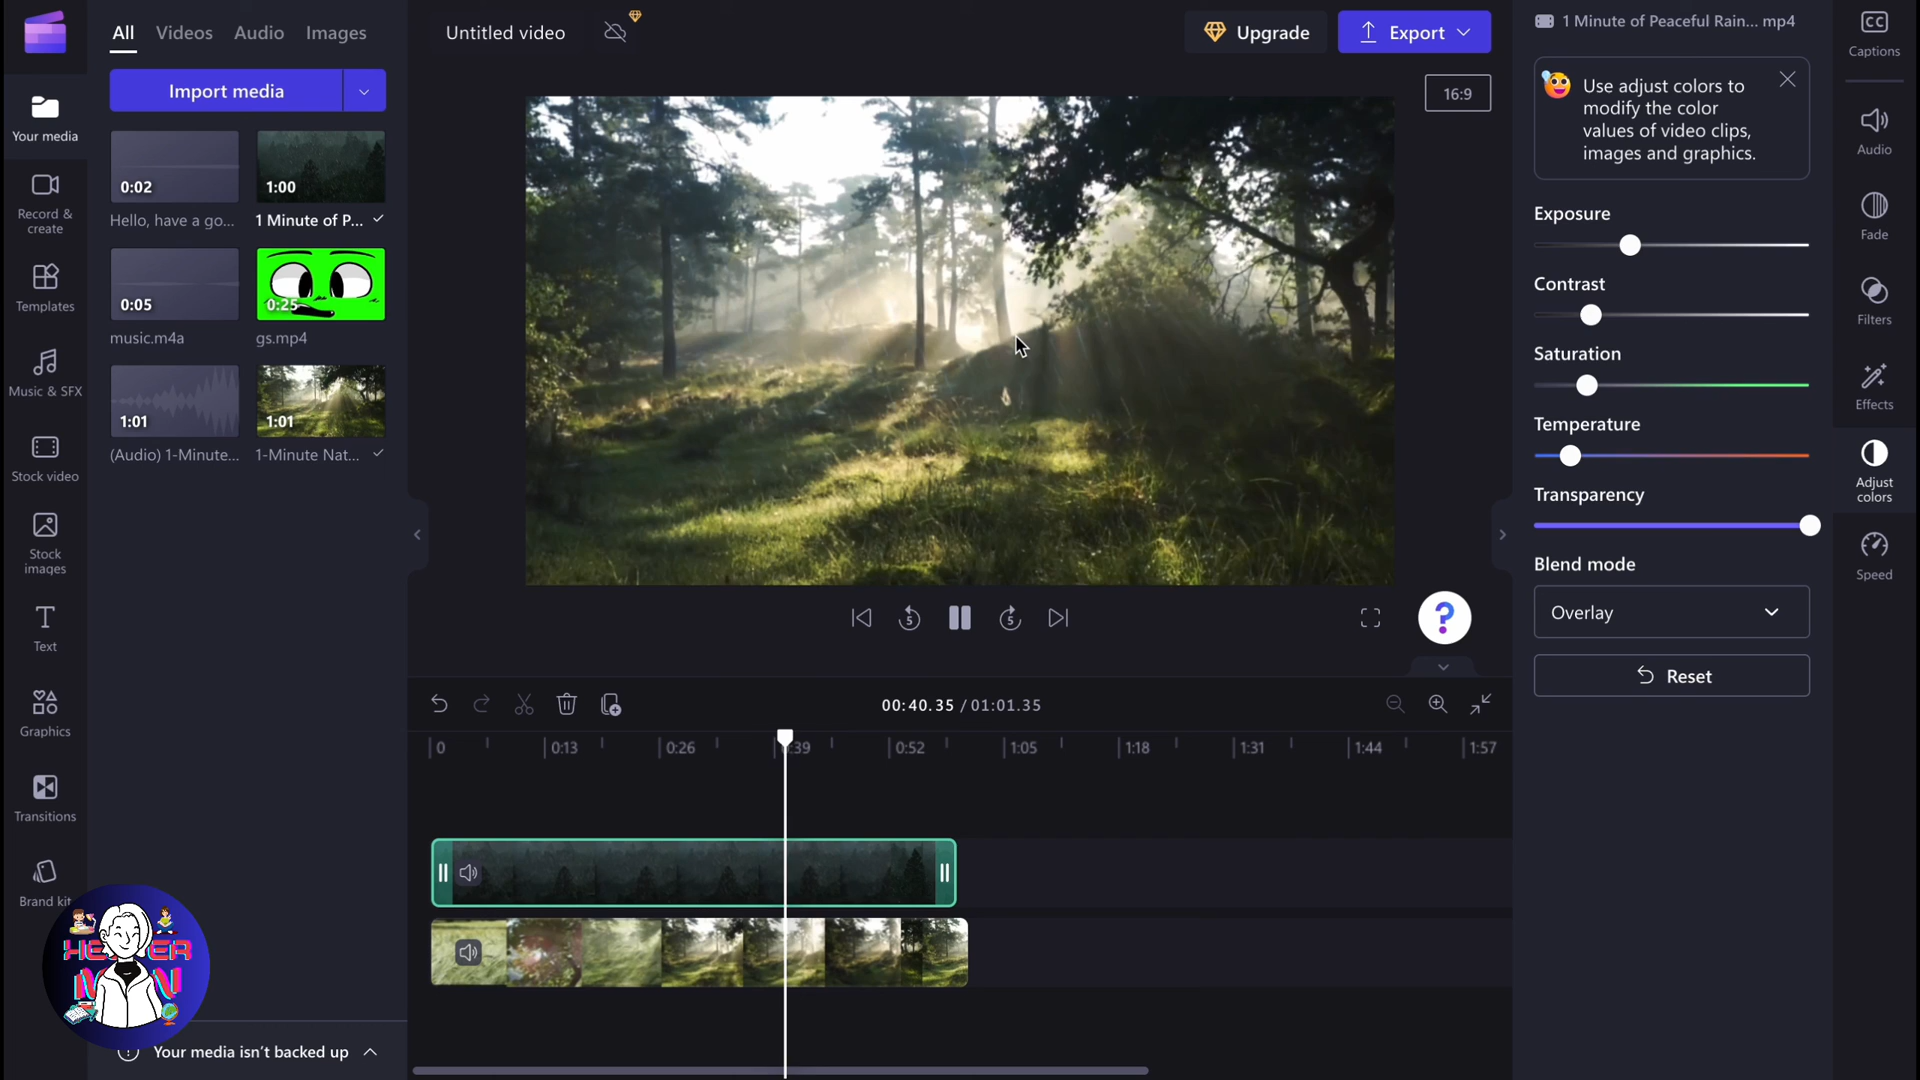 All
Videos
Audio
Images
Untitled video
Upgrade
Export
1 Minute of Peaceful Rain... mp4
Captions
Import media
16:9
Use adjust colors to
modify the color
values of video clips,
images and graphics.
Your media
0:02
Hello, have a go...
1:00
1 Minute of P...
Audio
Record &
create
Exposure
Fade
0:05
music.m4a
0:25
gs.mp4
Templates
Contrast
Filters
Saturation
Effects
Music & SFX
1:01
(Audio) 1-Minute...
1:01
1-Minute Nat...
Temperature
Adjust
colors
Stock video
Transparency
Stock
images
Blend mode
Overlay
Speed
5
5
?
Text
Reset
Graphics
00:40.35 / 01:01.35
0
0:13
0:26
0:52
1:05
1:18
1:31
1:44
1:57
Transitions
Brand kit
Your media isn't backed up